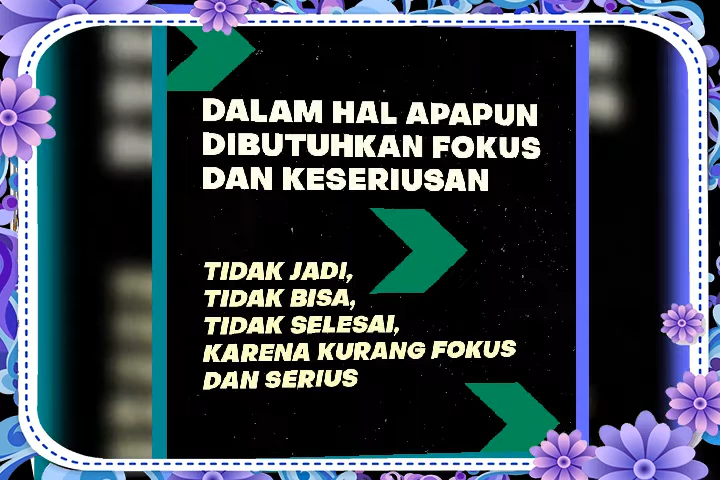 DALAM HAL APAPUN
DIBUTUHKAN FOKUS
DAN KESERIUSAN
TIDAK JADI,
TIDAK BISA,
TIDAK SELESAI,
KARENA KURANG FOKUS
DAN SERIUS